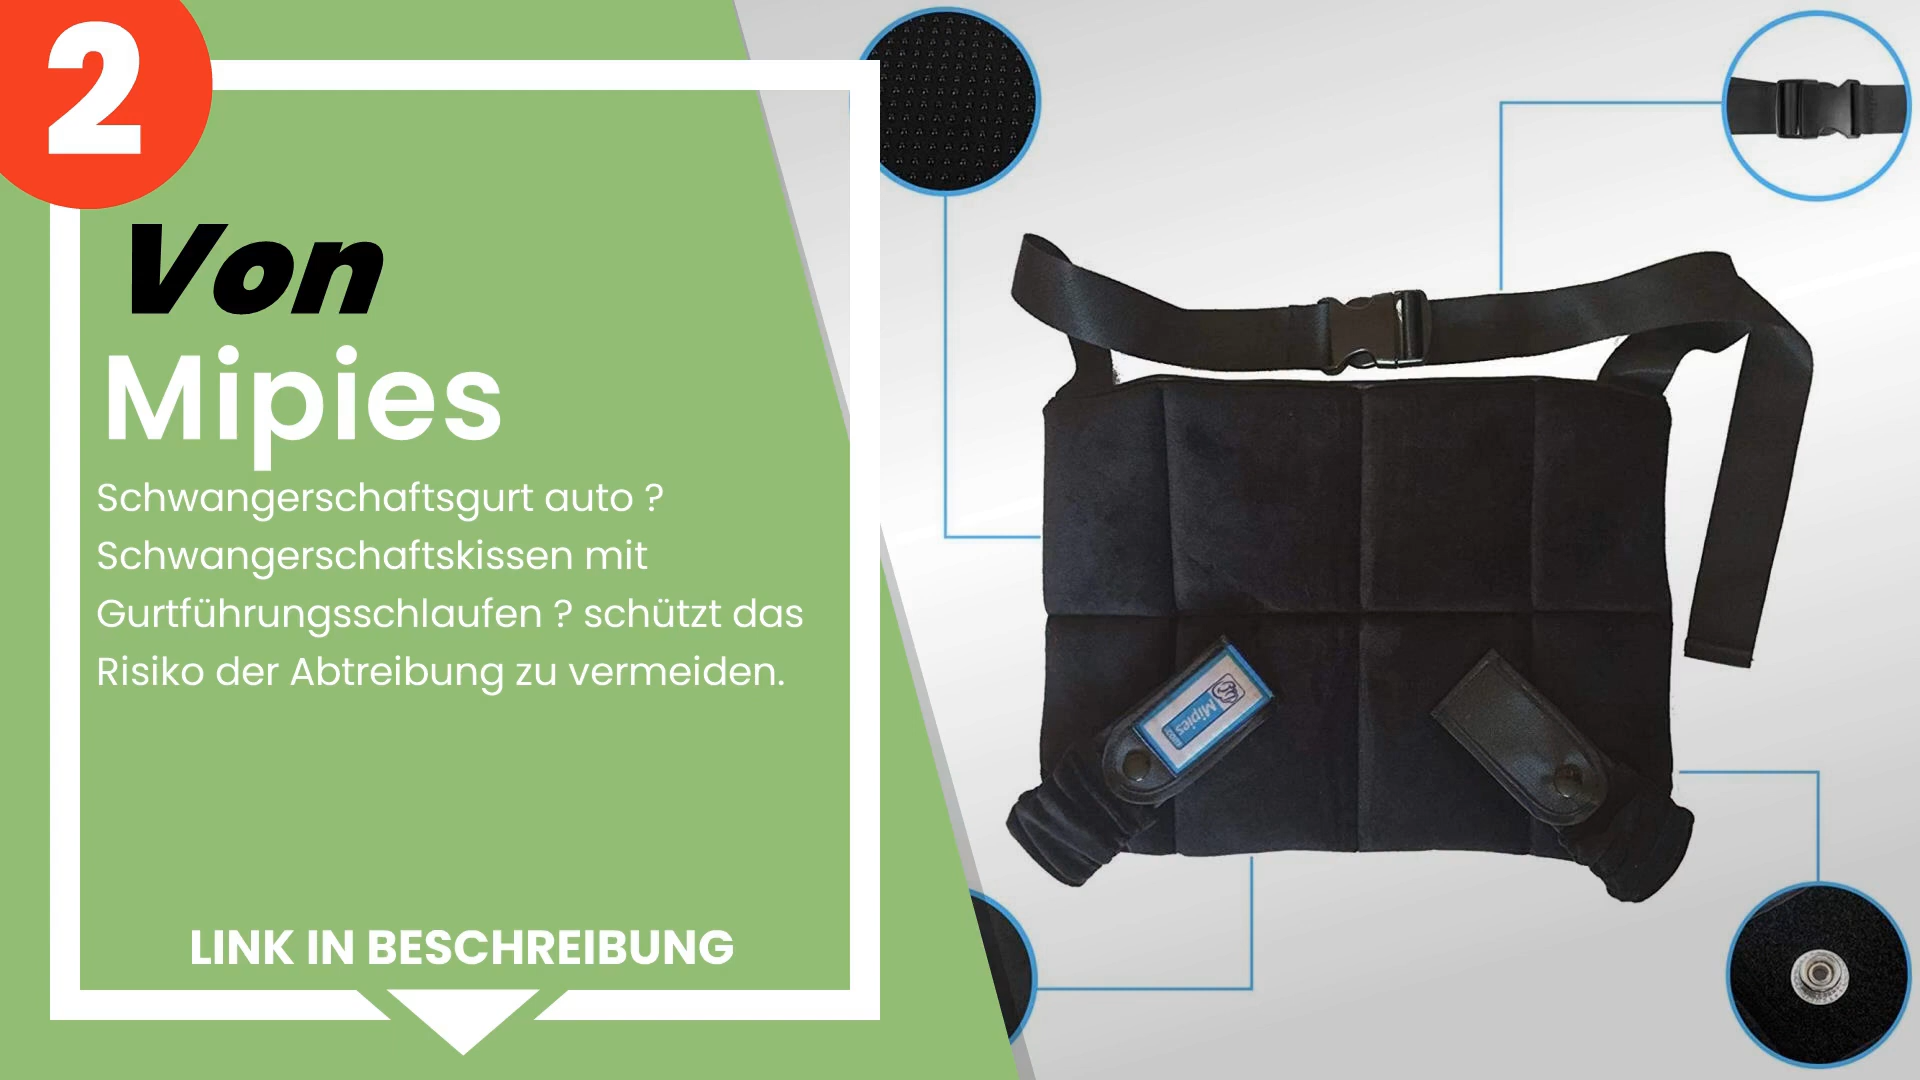 2
Von
Mipies
Schwangerschaftsgurt auto ?
Schwangerschaftskissen mit
Gurtführungsschlaufen ? schützt das
Risiko der Abtreibung zu vermeiden.
LINK IN BESCHREIBUNG
Mipies